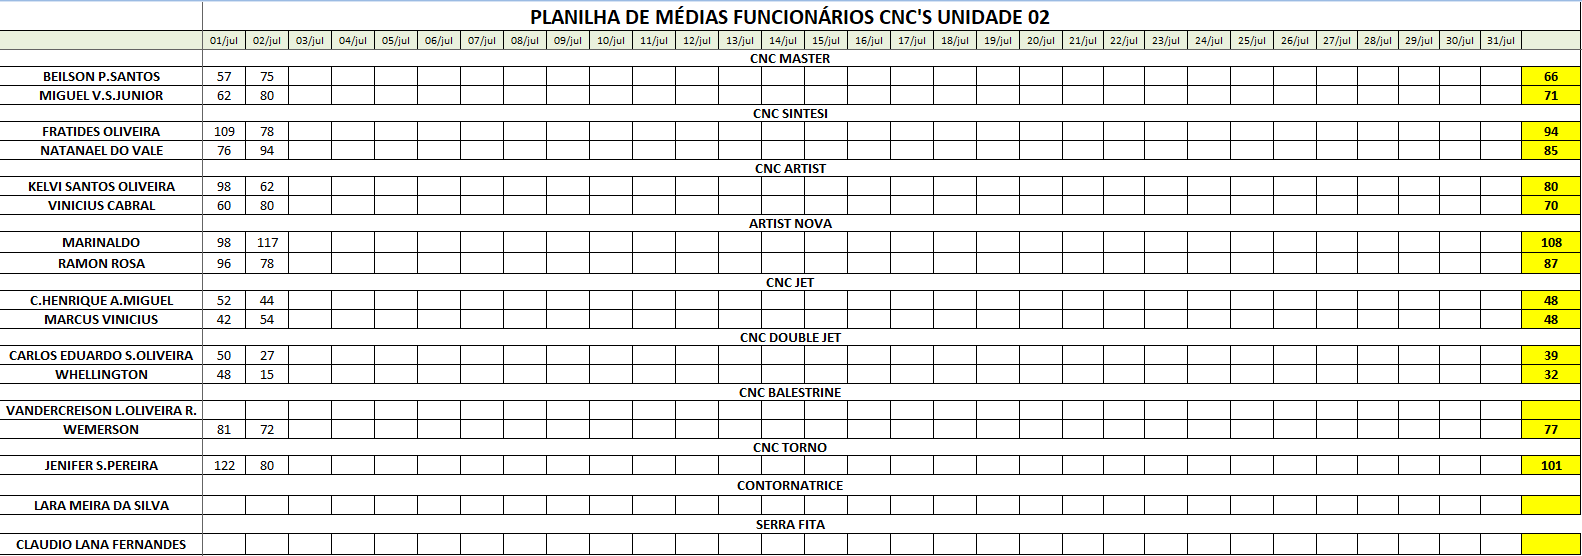 PLANILHA DE MÉDIAS FUNCIONÁRIOS CNC'S UNIDADE 02
01/jul 02/jul 03/jul 04/jul 05/jul 06/jul 07/jul 08/jul 09/jul 10/jul 11/jul 12/jul 13/jul 14/jul 15/jul 16/jul 17/jul 18/jul 19/jul 20/jul 21/jul 22/jul 23/jul 24/jul 25/jul 26/jul 27/jul 28/jul 29/jul 30/jul 31/jul
CNC MASTER
BEILSON P.SANTOS 57 75 66
MIGUEL V.S.JUNIOR 62 80 71
CNC SINTESI
FRATIDES OLIVEIRA 109 78 94
NATANAEL DO VALE 76 94 85
CNC ARTIST
KELVI SANTOS OLIVEIRA 98 62 80
VINICIUS CABRAL 60 80 70
ARTIST NOVA
MARINALDO 98 117 108
RAMON ROSA 96 78 87
CNC JET
C.HENRIQUE A.MIGUEL 52 44 48
MARCUS VINICIUS 42 54 48
CNC DOUBLE JET
CARLOS EDUARDO S.OLIVEIRA 50 27 39
WHELLINGTON 48 15 32
CNC BALESTRINE
VANDERCREISON L.OLIVEIRA R.
WEMERSON 81 72 77
CNC TORNO
JENIFER S.PEREIRA 122 80 101
CONTORNATRICE
LARA MEIRA DA SILVA
SERRA FITA
CLAUDIO LANA FERNANDES